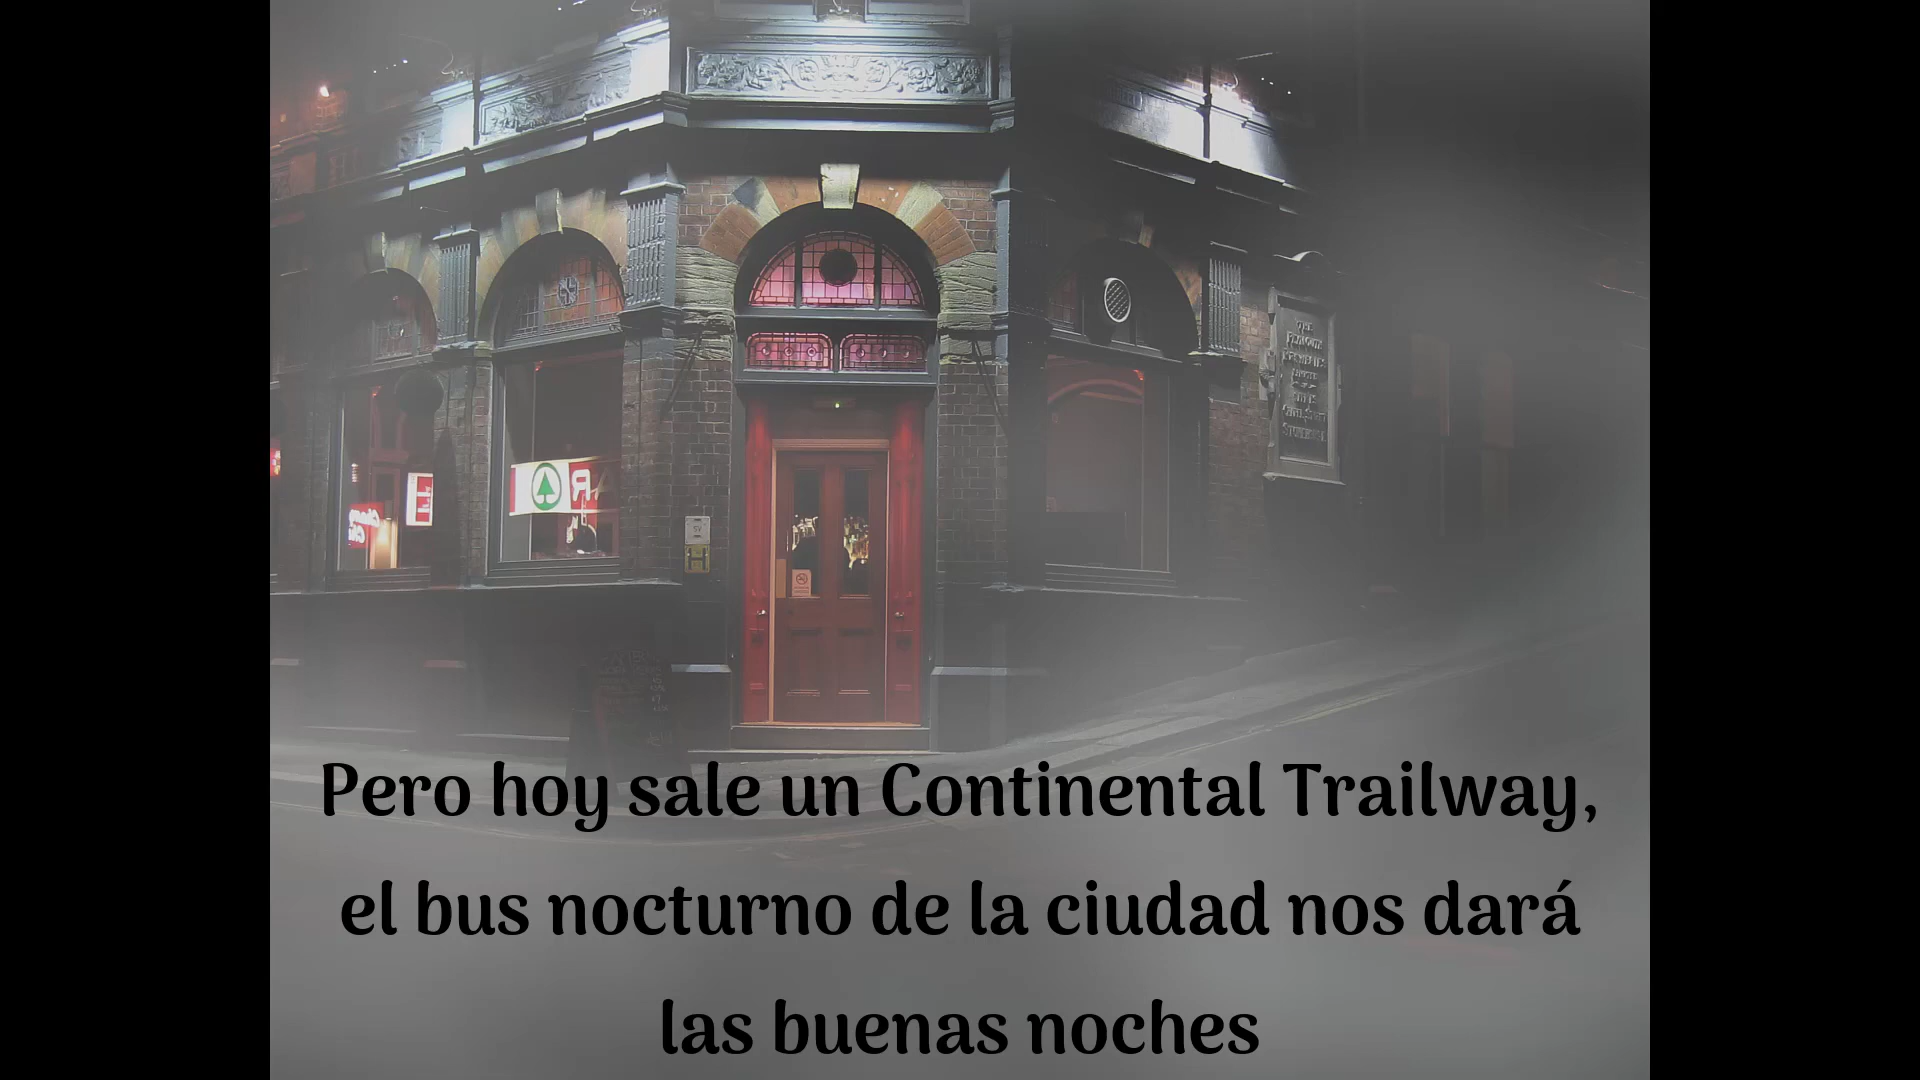 Pero hoy sale un Continental Trailway,
el bus nocturno de la ciudad nos dará
las buenas noches